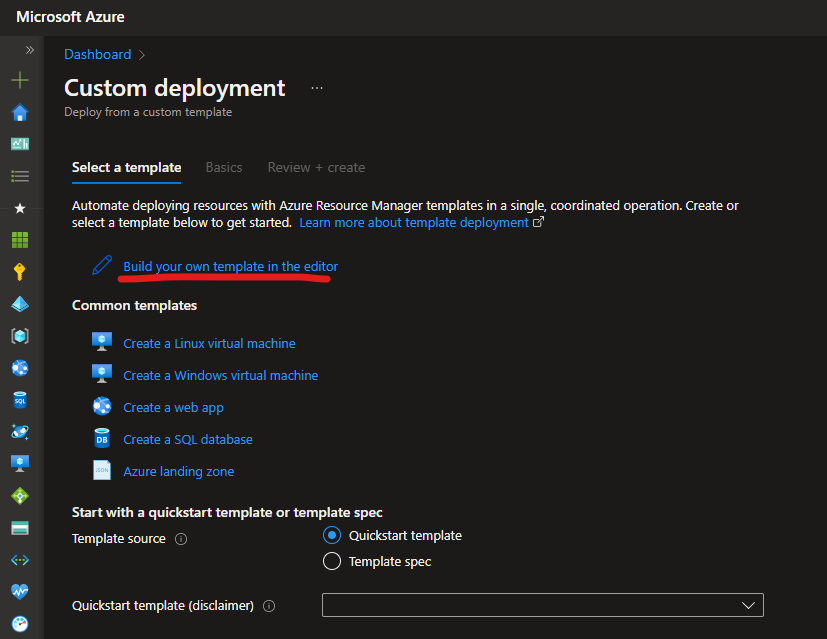 Microsoft Azure
Dashboard
Custom deployment
Deploy from a custom template
Select a template Basics Review + create
Automate deploying resources with Azure Resource Manager templates in a single, coordinated operation. Create or
select a template below to get started. Learn more about template deployment
Build your own template in the editor
Common templates
Create a Linux virtual machine
Create a Windows virtual machine
Create a web app
DB Create a SQL database
JSON Azure landing zone
SQL
Start with a quickstart template or template spec
Template source Quickstart template
Template spec
Quickstart template (disclaimer)